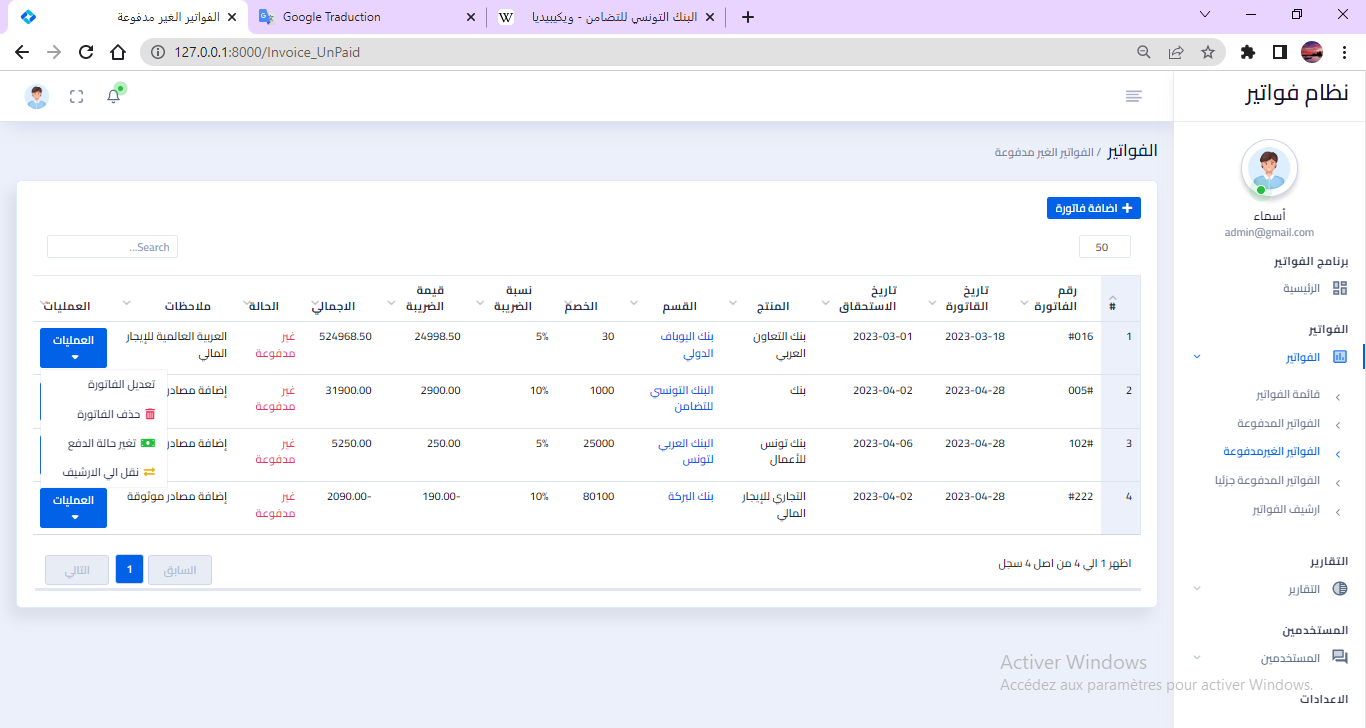 الفواتير الغير مدفوعة
Google Traduction
البنك التونسي للتضامن - ويكيبيديا
127.0.0.1:8000/Invoice_UnPaid
نظام فواتير
أسماء
admin@gmail.com
برنامج الفواتير
الرئيسية
الفواتير
الفواتير
قائمة الفواتير
الفواتير المدفوعة
الفواتير الغيرمدفوعة
الفواتير المدفوعة جزئيا
ارشيف الفواتير
التقارير
التقارير
المستخدمين
المستخدمين
الاعدادات
الفواتير / الفواتير الغير مدفوعة
اضافة فاتورة
50
Search...
# رقم الفاتورة تاريخ القاتورة تاريخ الاستحقاق المنتج القسم الخصم نسبة الضريبة قيمة الضريبة الاجمالي الحالة ملاحظات العمليات
1 #016 2023-03-18 2023-03-01 بنك التعاون العربي بنك اليوباف الدولي 30 5% 24998.50 524968.50 غير مدفوعة العربية العالمية للإيجار المالي العمليات
تعديل الفاتورة
حذف الفاتورة
تغير حالة الدفع
نقل الي الارشيف
2 005# 2023-04-28 2023-04-02 بنك البنك التونسي للتضامن 1000 10% 2900.00 31900.00 غير مدفوعة إضافة مصادر
3 102# 2023-04-28 2023-04-06 بنك تونس للأعمال البنك العربي لتونس 25000 5% 250.00 5250.00 غير مدفوعة إضافة مصادر
4 #222 2023-04-28 2023-04-02 التجاري للإيجار المالي بنك البركة 80100 10% -190.00 -2090.00 غير مدفوعة إضافة مصادر موثوقة العمليات
اظهر 1 الي 4 من اصل 4 سجل
السابق
1
التالي
Activer Windows
Accédez aux paramètres pour activer Windows.